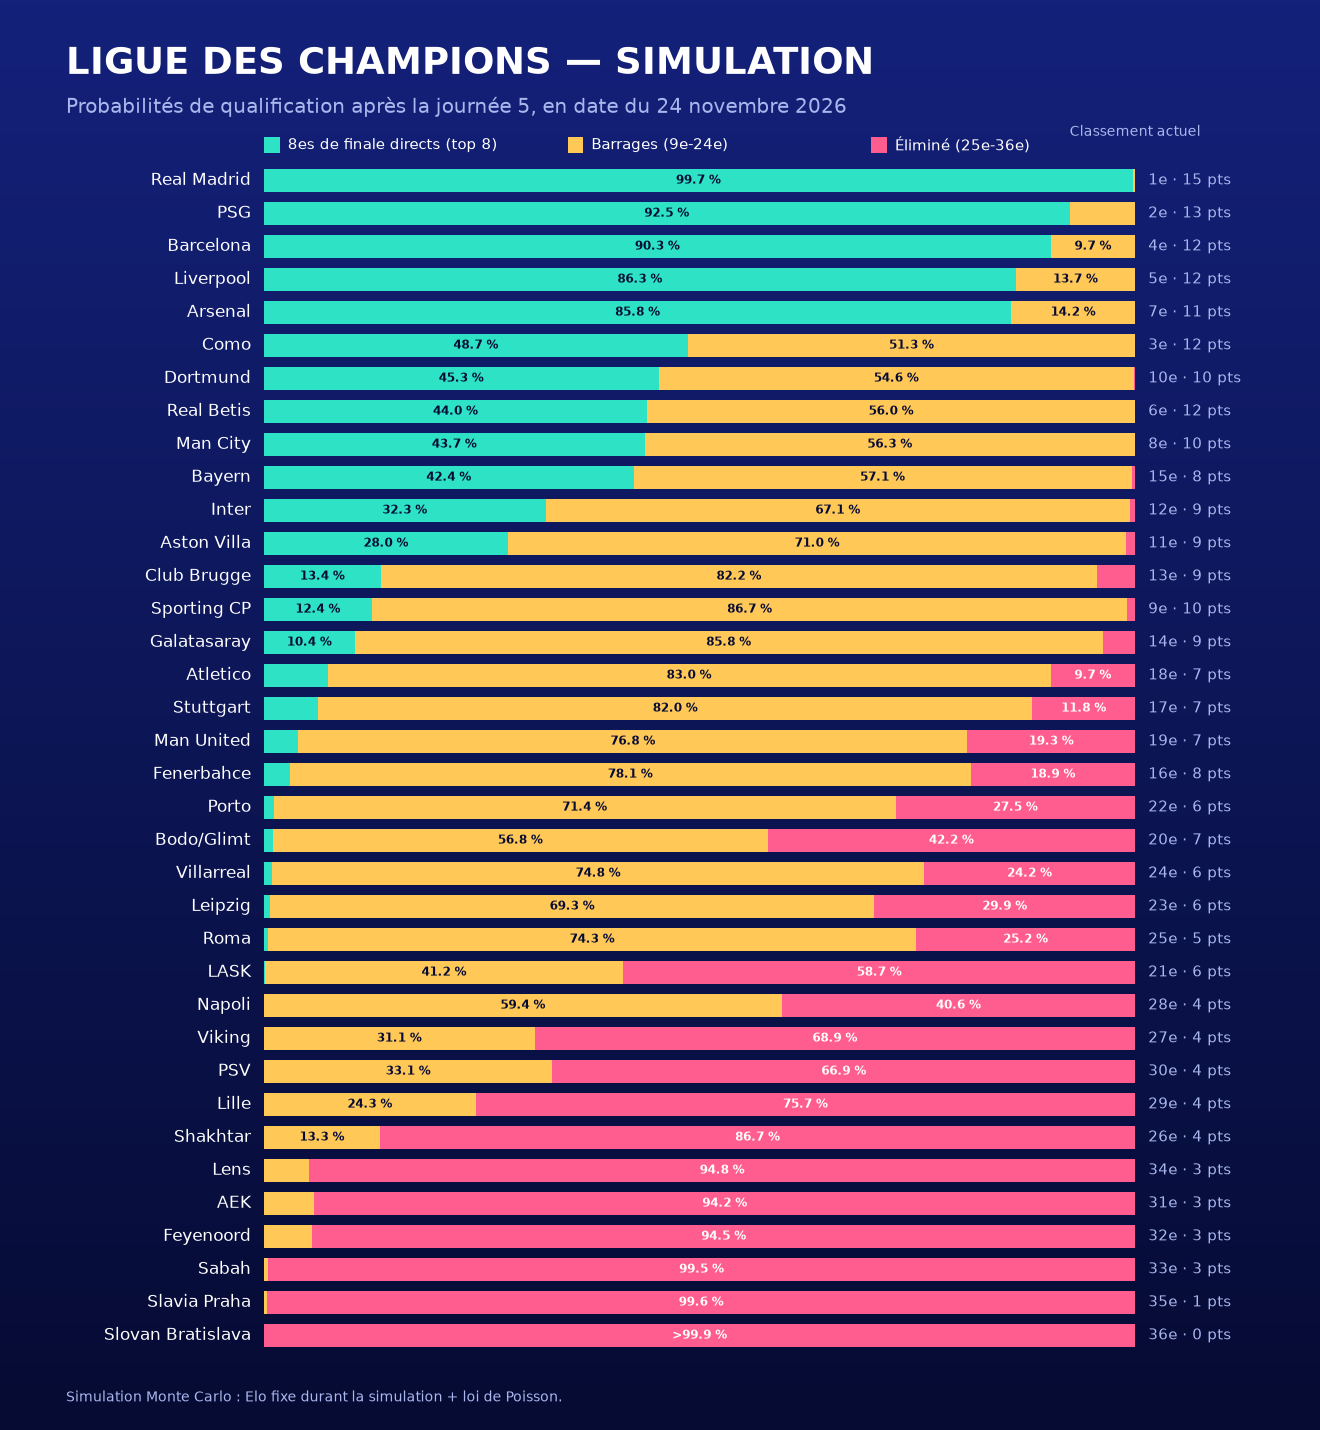 LIGUE DES CHAMPIONS — SIMULATION
Probabilités de qualification après la journée 5, en date du 24 novembre 2026
Classement actuel
8es de finale directs (top 8) Barrages (9e-24e) Éliminé (25e-36e)
Real Madrid 99.7 % 1e · 15 pts
PSG 92.5 % 2e · 13 pts
Barcelona 90.3 % 9.7 % 4e · 12 pts
Liverpool 86.3 % 13.7 % 5e · 12 pts
Arsenal 85.8 % 14.2 % 7e · 11 pts
Como 48.7 % 51.3 % 3e · 12 pts
Dortmund 45.3 % 54.6 % 10e · 10 pts
Real Betis 44.0 % 56.0 % 6e · 12 pts
Man City 43.7 % 56.3 % 8e · 10 pts
Bayern 42.4 % 57.1 % 15e · 8 pts
Inter 32.3 % 67.1 % 12e · 9 pts
Aston Villa 28.0 % 71.0 % 11e · 9 pts
Club Brugge 13.4 % 82.2 % 13e · 9 pts
Sporting CP 12.4 % 86.7 % 9e · 10 pts
Galatasaray 10.4 % 85.8 % 14e · 9 pts
Atletico 83.0 % 9.7 % 18e · 7 pts
Stuttgart 82.0 % 11.8 % 17e · 7 pts
Man United 76.8 % 19.3 % 19e · 7 pts
Fenerbahce 78.1 % 18.9 % 16e · 8 pts
Porto 71.4 % 27.5 % 22e · 6 pts
Bodo/Glimt 56.8 % 42.2 % 20e · 7 pts
Villarreal 74.8 % 24.2 % 24e · 6 pts
Leipzig 69.3 % 29.9 % 23e · 6 pts
Roma 74.3 % 25.2 % 25e · 5 pts
LASK 41.2 % 58.7 % 21e · 6 pts
Napoli 59.4 % 40.6 % 28e · 4 pts
Viking 31.1 % 68.9 % 27e · 4 pts
PSV 33.1 % 66.9 % 30e · 4 pts
Lille 24.3 % 75.7 % 29e · 4 pts
Shakhtar 13.3 % 86.7 % 26e · 4 pts
Lens 94.8 % 34e · 3 pts
AEK 94.2 % 31e · 3 pts
Feyenoord 94.5 % 32e · 3 pts
Sabah 99.5 % 33e · 3 pts
Slavia Praha 99.6 % 35e · 1 pts
Slovan Bratislava >99.9 % 36e · 0 pts
Simulation Monte Carlo : Elo fixe durant la simulation + loi de Poisson.